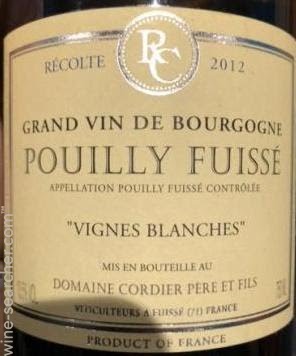 RC
RÉCOLTE 2012
GRAND VIN DE BOURGOGNE
POUILLY FUISSÉ
APPELLATION POUILLY FUISSÉ CONTRÔLÉE
"VIGNES BLANCHES"
MIS EN BOUTEILLE AU
DOMAINE CORDIER PÈRE ET FILS
VITICULTEURS A FUISSÉ (71) FRANCE
PRODUCT OF FRANCE
wine-searcher.com™